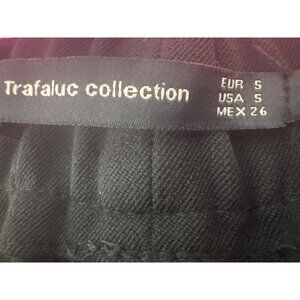 Trafaluc collection
EUR S
USA S
MEX 26